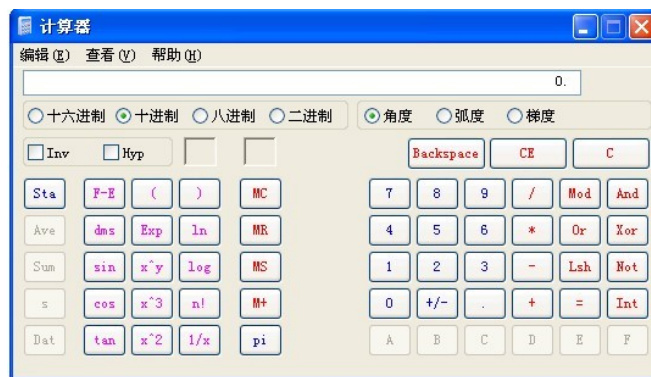 计算器
编辑(E) 查看(V) 帮助(H)
0.
十六进制 十进制 八进制 二进制 角度 弧度 梯度
Inv Hyp Backspace CE C
Sta F-E ( ) MC 7 8 9 / Mod And
Ave dms Exp ln MR 4 5 6 * Or Xor
Sum sin x^y log MS 1 2 3 - Lsh Not
s cos x^3 n! M+ 0 +/- . + = Int
Dat tan x^2 1/x pi A B C D E F